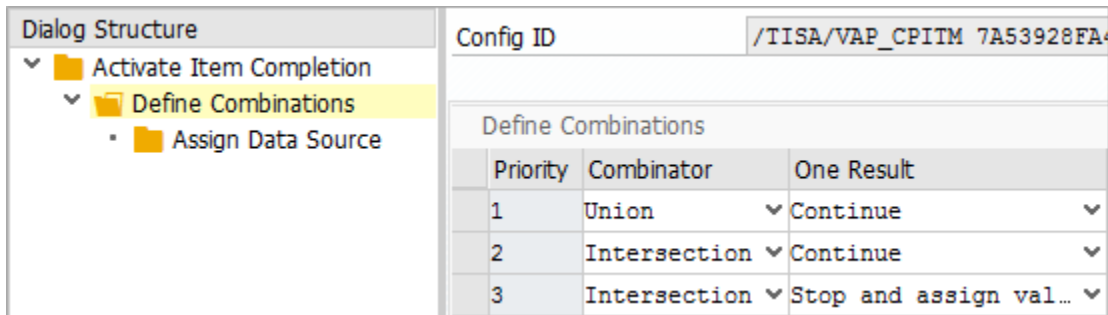 Dialog Structure
Activate Item Completion
Define Combinations
Assign Data Source
Config ID /TISA/VAP_CPITM 7A53928FA4
Define Combinations
Priority Combinator One Result
1 Union Continue
2 Intersection Continue
3 Intersection Stop and assign val…